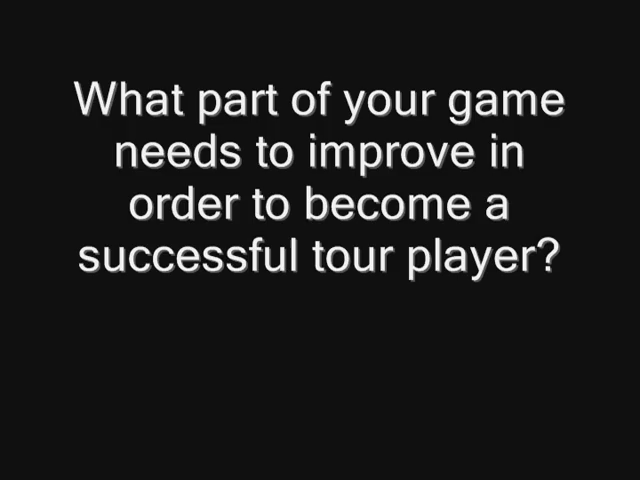 What part of your game
needs to improve in
order to become a
successful tour player?